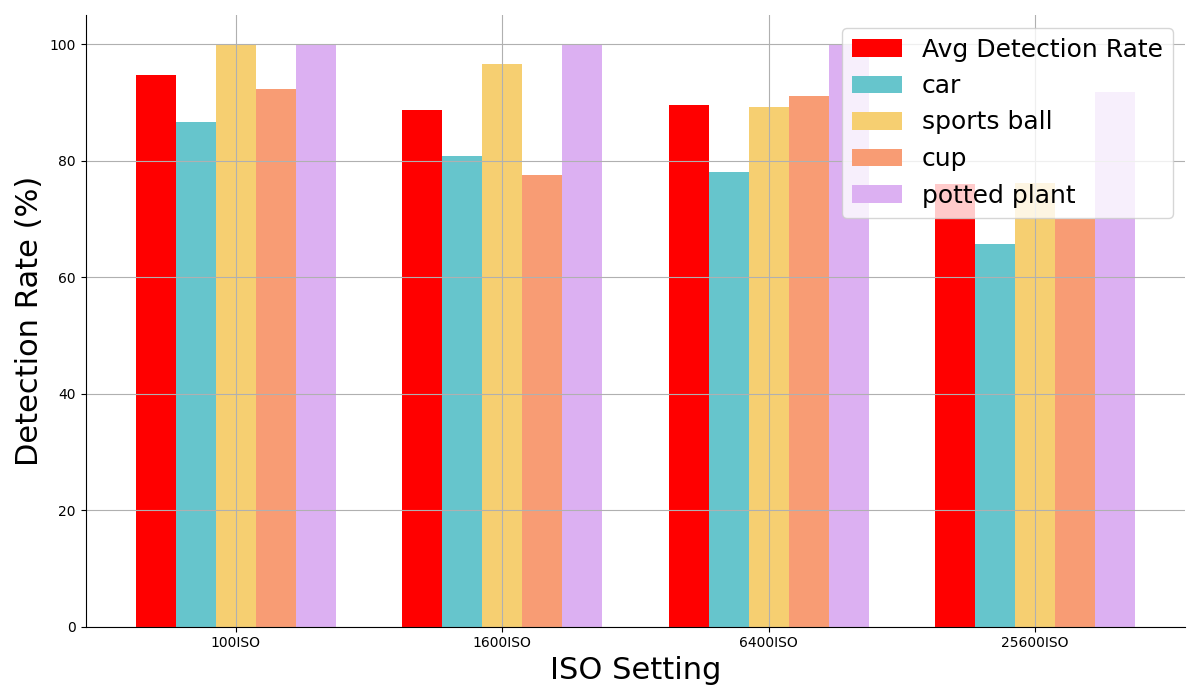 Detection Rate (%)
100
80
60
40
20
0
Avg Detection Rate
car
sports ball
cup
potted plant
100ISO
1600ISO
6400ISO
25600ISO
ISO Setting